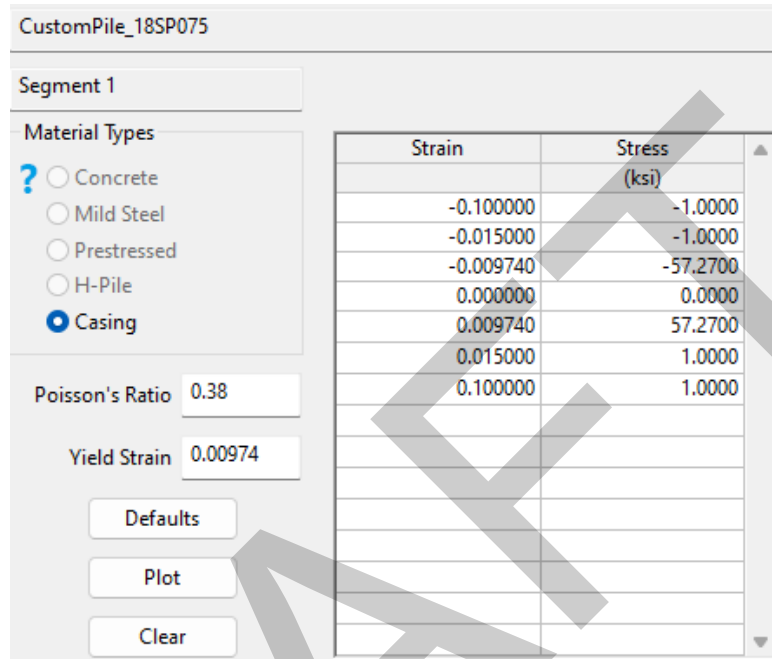 CustomPile_18SP075
Segment 1
Material Types
? Concrete
Mild Steel
Prestressed
H-Pile
Casing
Poisson's Ratio 0.38
Yield Strain 0.00974
Defaults
Plot
Clear
Strain Stress
(ksi)
-0.100000 -1.0000
-0.015000 -1.0000
-0.009740 -57.2700
0.000000 0.0000
0.009740 57.2700
0.015000 1.0000
0.100000 1.0000